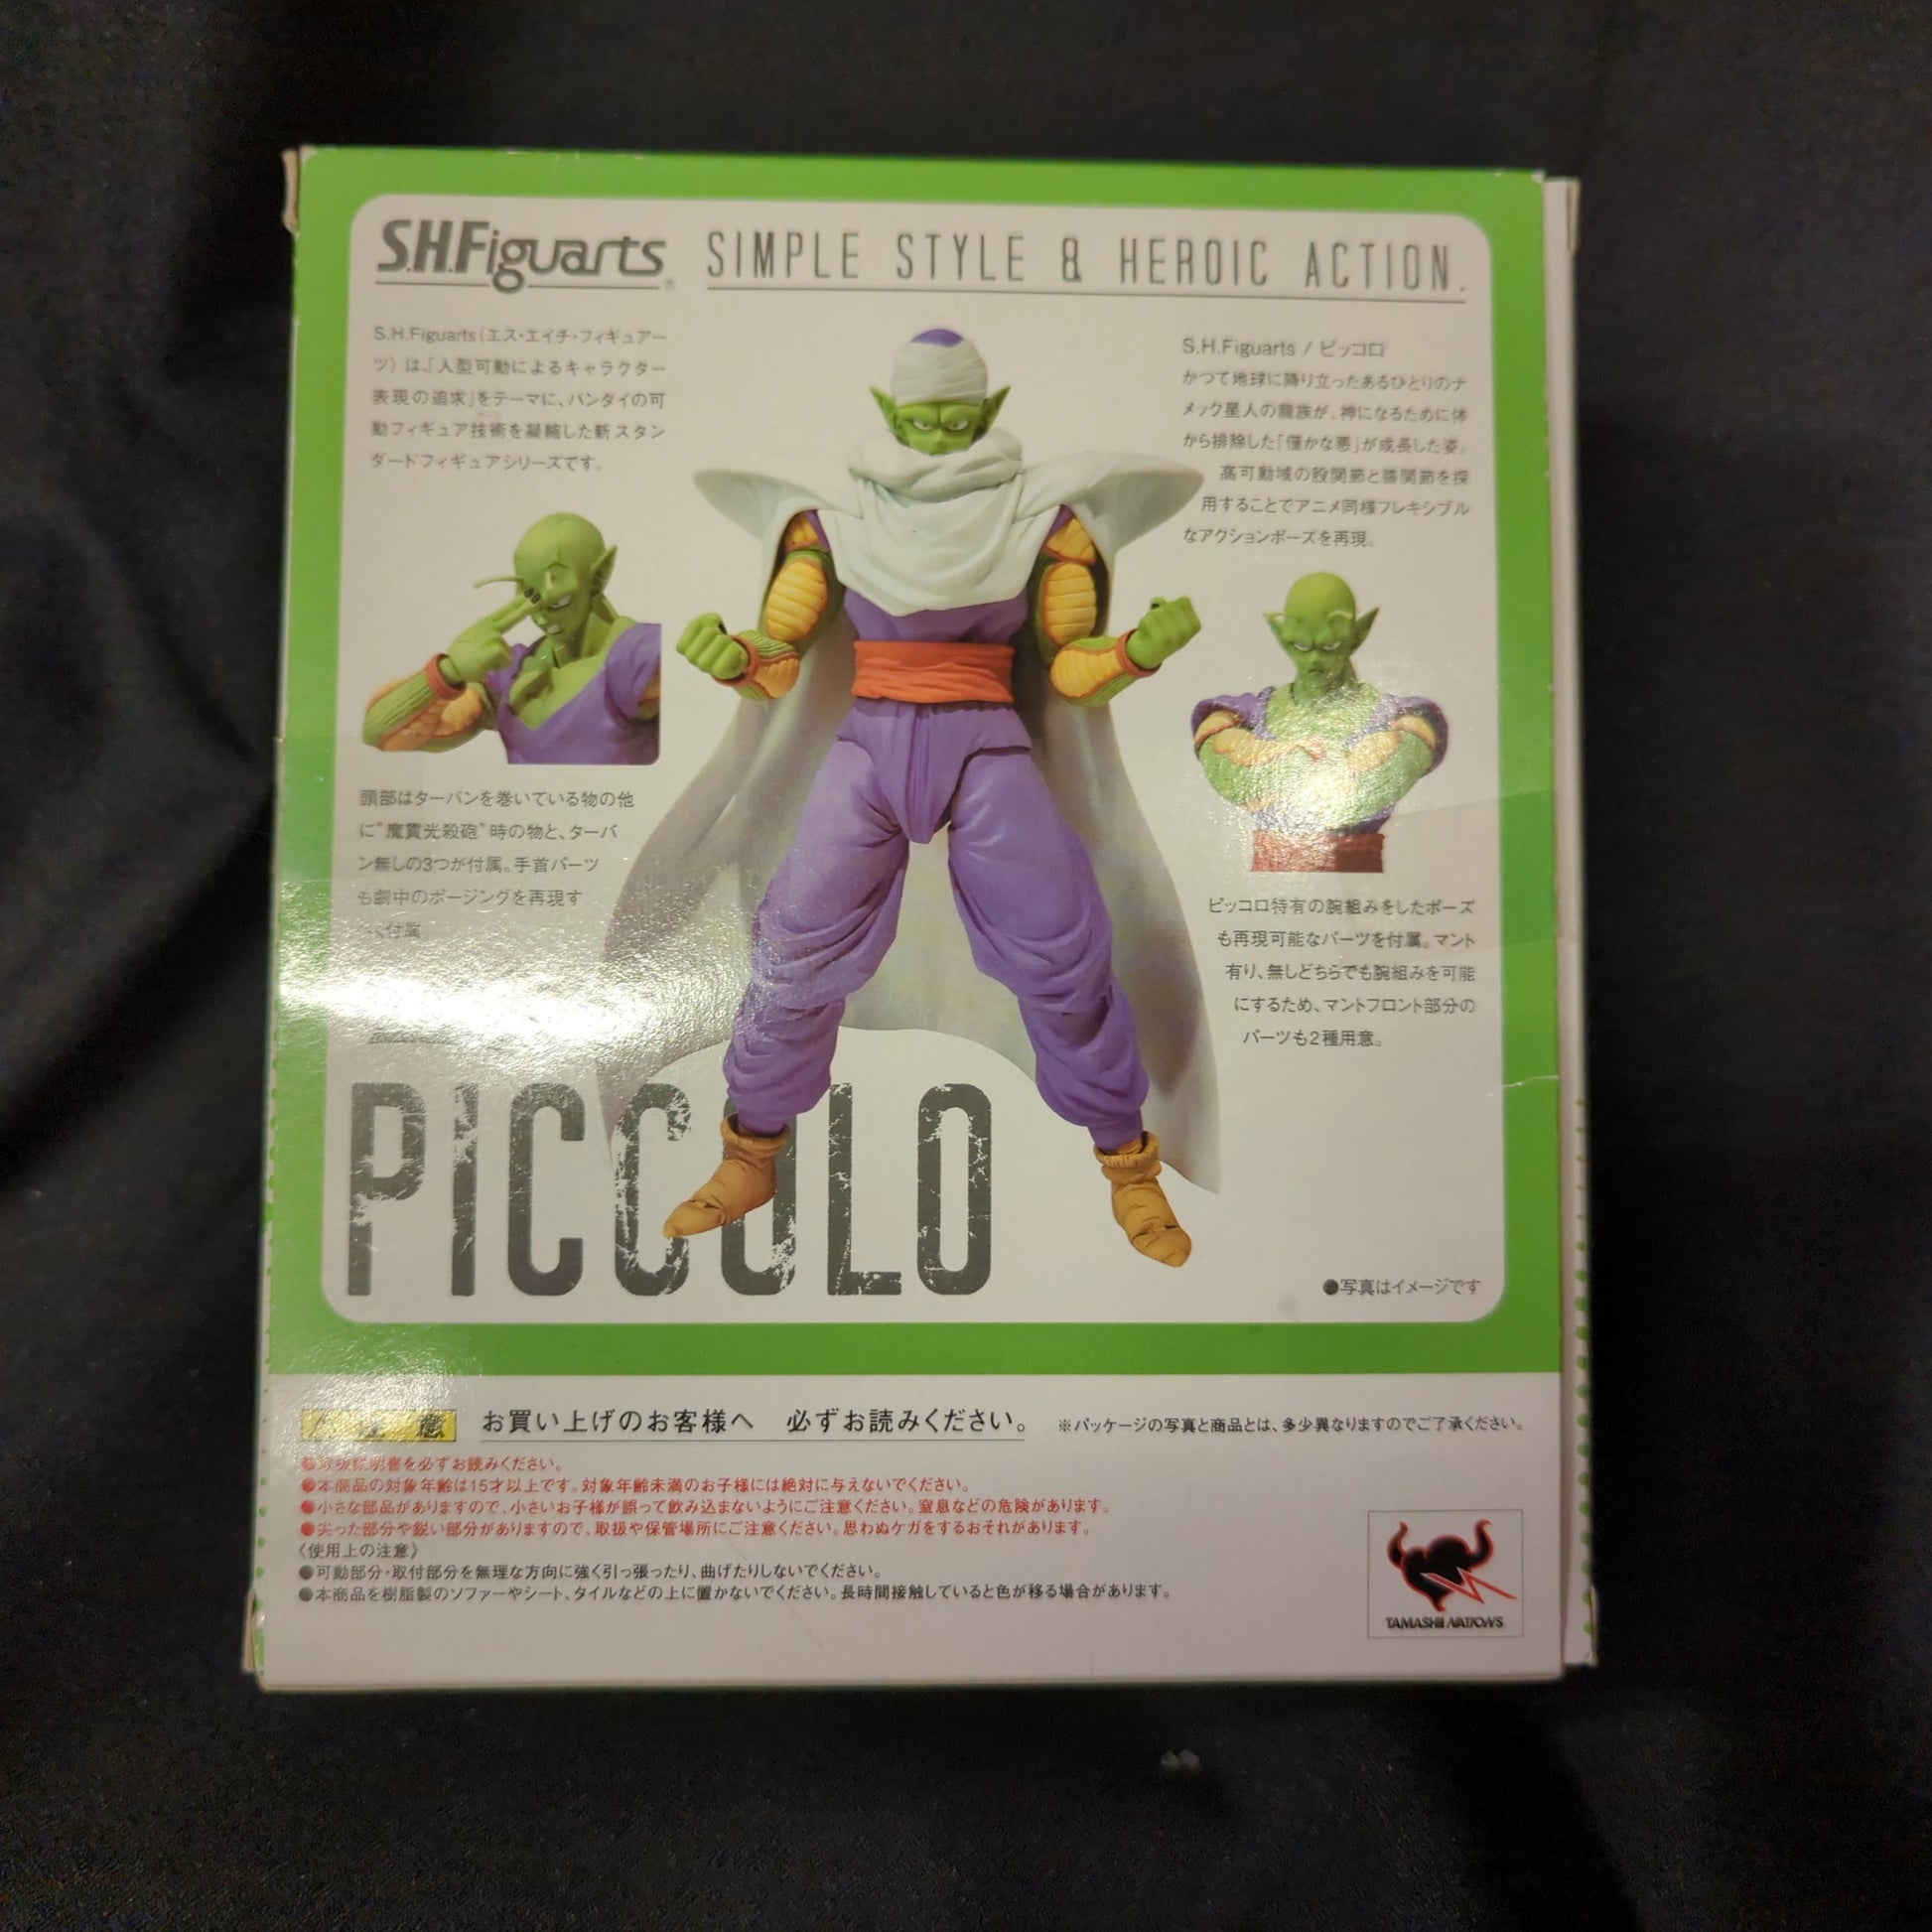 S.H.Figuarts
SIMPLE STYLE & HEROIC ACTION.
S.H.Figuarts(エス・エイチ・フィギュアー
ツ)は、「人型可動によるキャラクター
表現の追求」をテーマに、バンダイの可
動フィギュア技術を凝縮した新スタン
ダードフィギュアシリーズです。
S.H.Figuarts / ピッコロ
かつて地球に降り立ったあるひとりのナ
メック星人の龍族が、神になるために体
から排除した「僅かな悪」が成長した姿。
高可動域の股関節と膝関節を採
用することでアニメ同様フレキシブル
なアクションポーズを再現。
頭部はターバンを巻いている物の他
に"魔貫光殺砲"時の物と、ターバ
ン無しの3つが付属。手首パーツ
も劇中のポージングを再現す
付属
ピッコロ特有の腕組みをしたポーズ
も再現可能なパーツを付属。マント
有り、無しどちらでも腕組みを可能
にするため、マントフロント部分の
パーツも2種用意。
PICCOLO
●写真はイメージです
注意
お買い上げのお客様へ 必ずお読みください。
※パッケージの写真と商品とは、多少異なりますのでご了承ください。
●取扱説明書を必ずお読みください。
●本商品の対象年齢は15才以上です。対象年齢未満のお子様には絶対に与えないでください。
●小さな部品がありますので、小さいお子様が誤って飲み込まないようにご注意ください。窒息などの危険があります。
●尖った部分や鋭い部分がありますので、取扱や保管場所にご注意ください。思わぬケガをするおそれがあります。
《使用上の注意》
●可動部分・取付部分を無理な方向に強く引っ張ったり、曲げたりしないでください。
●本商品を樹脂製のソファーやシート、タイルなどの上に置かないでください。長時間接触していると色が移る場合があります。
TAMASHII NATIONS